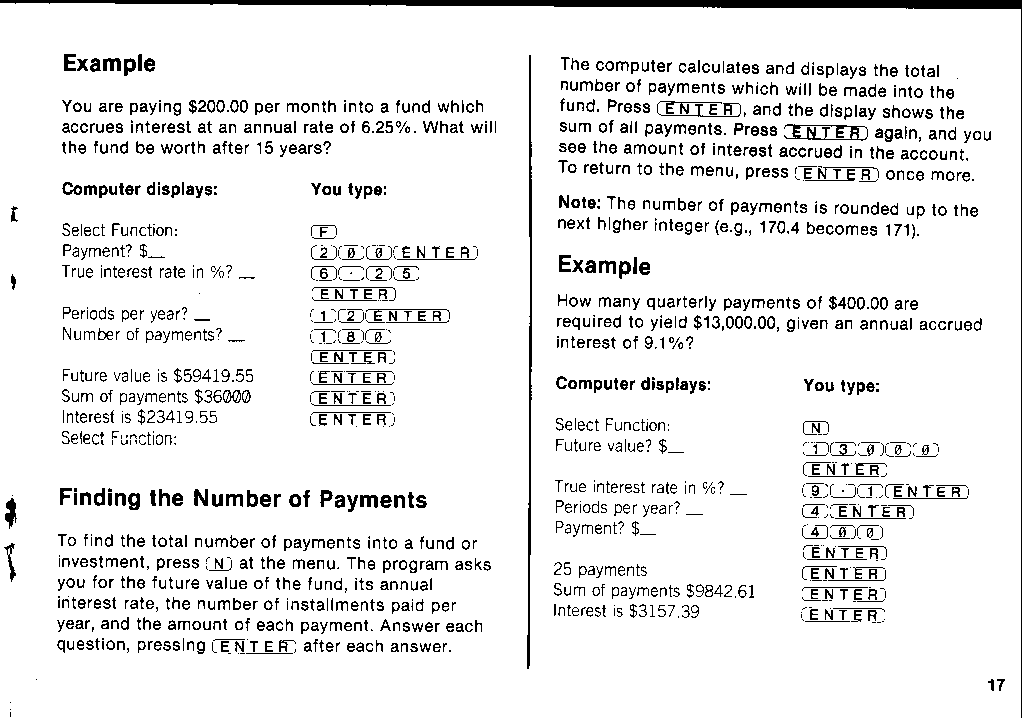 Example
You are paying $200.00 per month into a fund which
accrues interest at an annual rate of 6.25%. What will
the fund be worth after 15 years?
Computer displays: You type:
Select Function: F
Payment? $_ 2 0 0 ENTER
True interest rate in %? _ 6 . 2 5
ENTER
Periods per year? _ 1 2 ENTER
Number of payments? _ 1 8 0
ENTER
Future value is $59419.55 ENTER
Sum of payments $36000 ENTER
Interest is $23419.55 ENTER
Select Function:
Finding the Number of Payments
To find the total number of payments into a fund or
investment, press N at the menu. The program asks
you for the future value of the fund, its annual
interest rate, the number of installments paid per
year, and the amount of each payment. Answer each
question, pressing ENTER after each answer.
The computer calculates and displays the total
number of payments which will be made into the
fund. Press ENTER, and the display shows the
sum of all payments. Press ENTER again, and you
see the amount of interest accrued in the account.
To return to the menu, press ENTER once more.
Note: The number of payments is rounded up to the
next higher integer (e.g., 170.4 becomes 171).
Example
How many quarterly payments of $400.00 are
required to yield $13,000.00, given an annual accrued
interest of 9.1%?
Computer displays: You type:
Select Function: N
Future value? $_ 1 3 0 0 0
ENTER
True interest rate in %? _ 9 . 1 ENTER
Periods per year? _ 4 ENTER
Payment? $_ 4 0 0
ENTER
25 payments ENTER
Sum of payments $9842.61 ENTER
Interest is $3157.39 ENTER
17